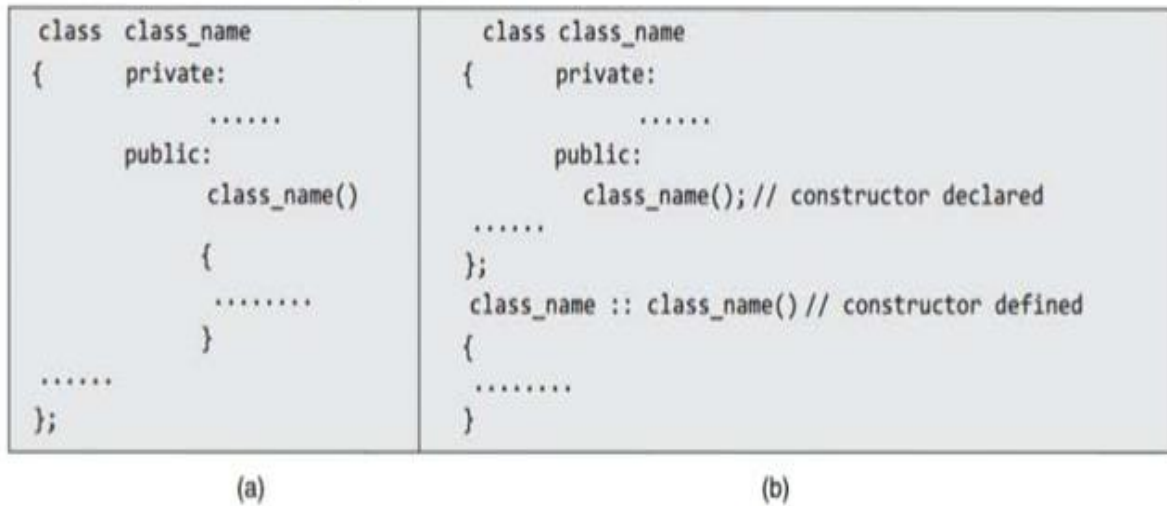 class class_name
{ private:
......
public:
class_name()
{
........
}
......
};
(a)
class class_name
{ private:
......
public:
class_name(); // constructor declared
......
};
class_name :: class_name() // constructor defined
{
........
}
(b)